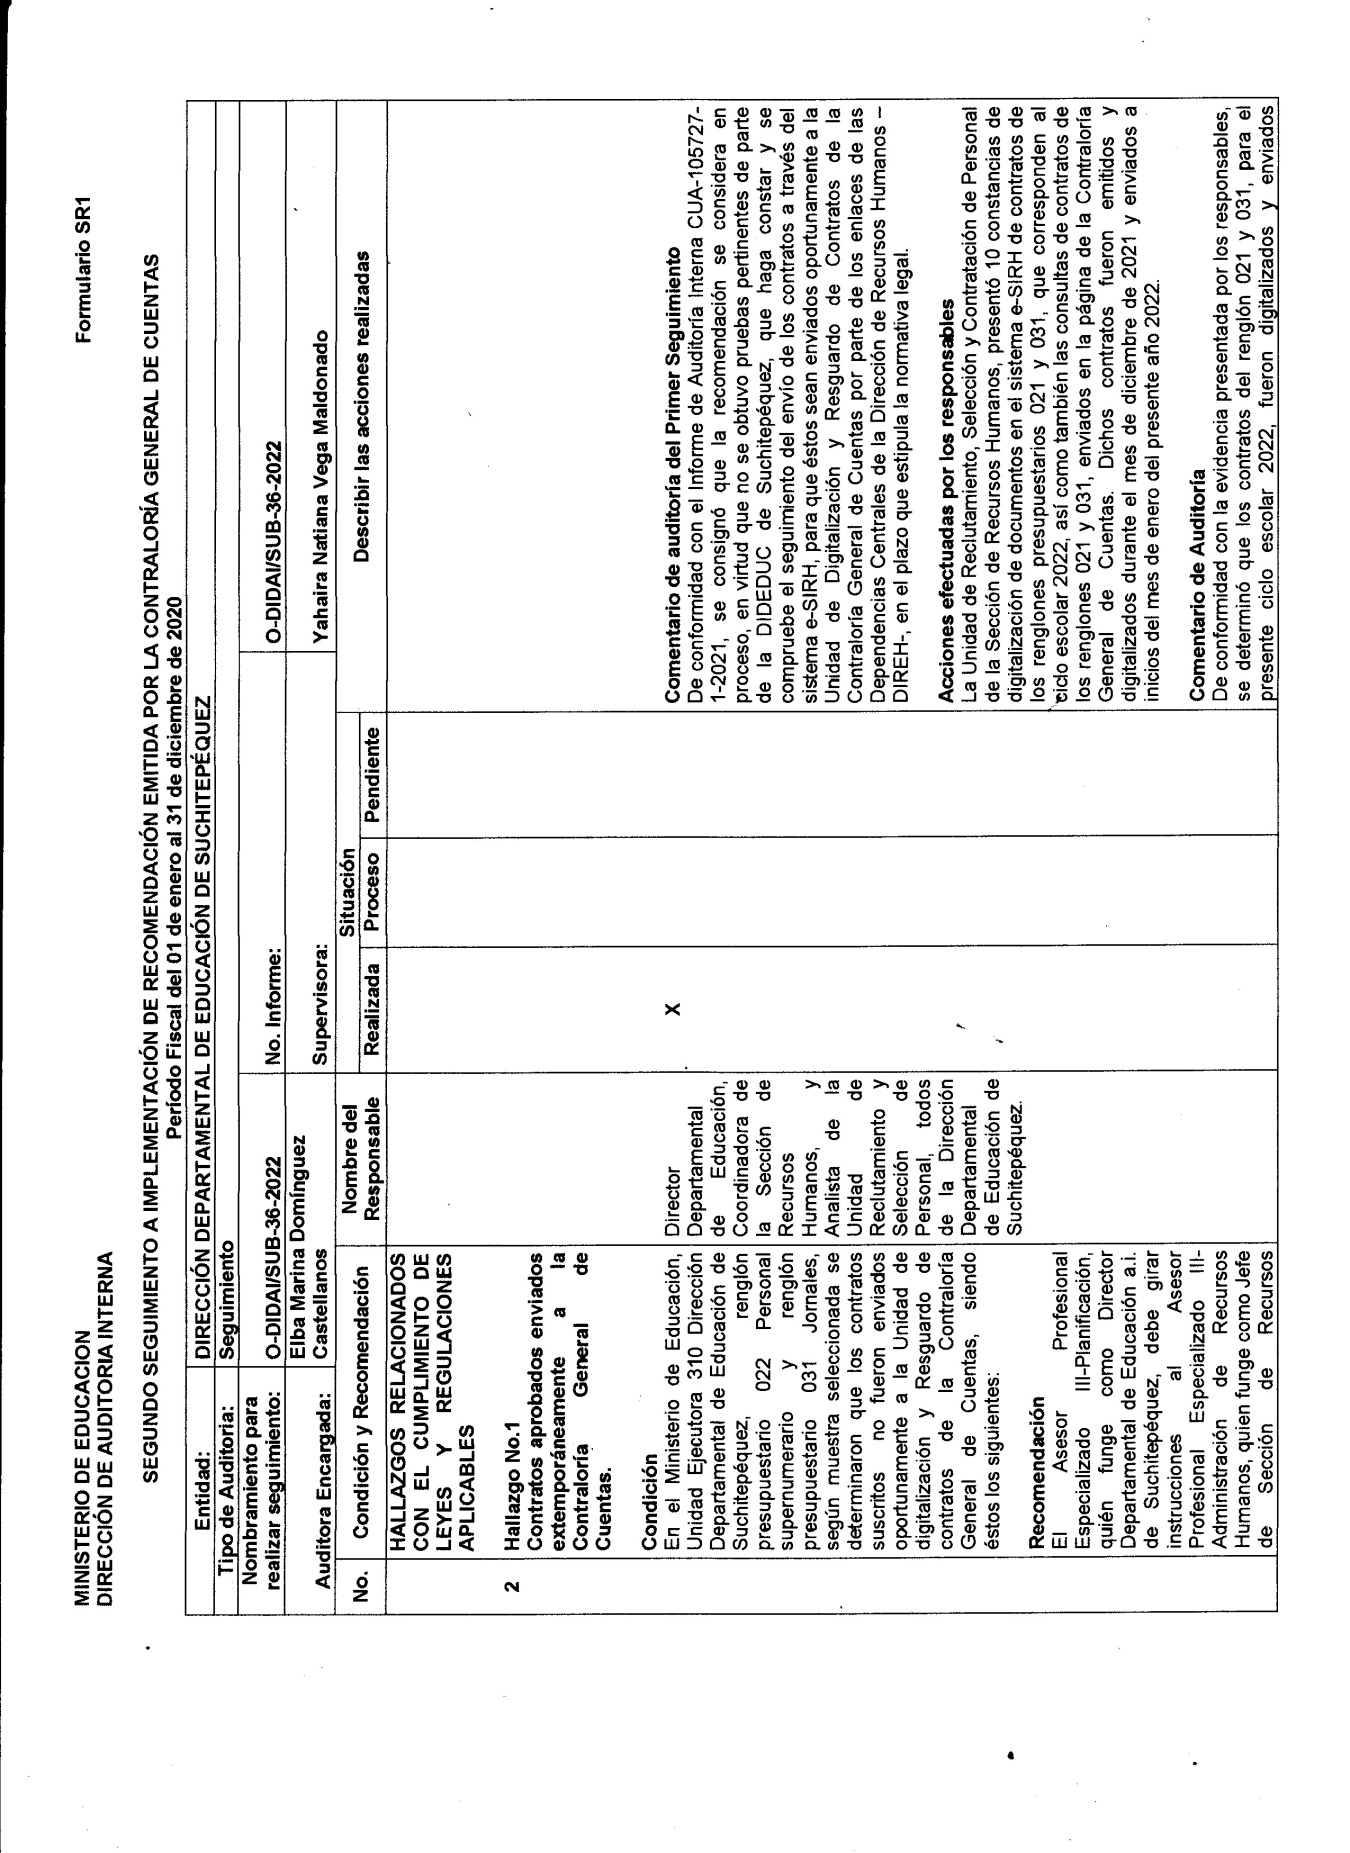 MINISTERIO DE EDUCACION
DIRECCIÓN DE AUDITORIA INTERNA
Formulario SR1
SEGUNDO SEGUIMIENTO A IMPLEMENTACIÓN DE RECOMENDACIÓN EMITIDA POR LA CONTRALORÍA GENERAL DE CUENTAS
Período Fiscal del 01 de enero al 31 de diciembre de 2020
Entidad: DIRECCIÓN DEPARTAMENTAL DE EDUCACIÓN DE SUCHITEPÉQUEZ
Tipo de Auditoria: Seguimiento
Nombramiento para
realizar seguimiento: O-DIDAI/SUB-36-2022 No. Informe: O-DIDAI/SUB-36-2022
Auditora Encargada: Elba Marina Domínguez
Castellanos
Supervisora: Yahaira Natiana Vega Maldonado
No.
Condición y Recomendación
Nombre del
Responsable
Situación
Realizada Proceso Pendiente
Describir las acciones realizadas
HALLAZGOS RELACIONADOS
CON EL CUMPLIMIENTO DE
LEYES Y REGULACIONES
APLICABLES
2
Hallazgo No.1
Contratos aprobados enviados
extemporáneamente a la
Contraloría General de
Cuentas.
Condición
En el Ministerio de Educación,
Unidad Ejecutora 310 Dirección
Departamental de Educación de
Suchitepéquez, renglón
presupuestario 022 Personal
supernumerario y renglón
presupuestario 031 Jornales,
según muestra seleccionada se
determinaron que los contratos
suscritos no fueron enviados
oportunamente a la Unidad de
digitalización y Resguardo de
contratos de la Contraloría
General de Cuentas, siendo
éstos los siguientes:
Recomendación
El Asesor Profesional
Especializado III-Planificación,
quién funge como Director
Departamental de Educación a.i.
de Suchitepéquez, debe girar
instrucciones al Asesor
Profesional Especializado III-
Administración de Recursos
Humanos, quien funge como Jefe
de Sección de Recursos
Director
Departamental
de Educación,
Coordinadora de
la Sección de
Recursos
Humanos, y
Analista de la
Unidad de
Reclutamiento y
Selección de
Personal, todos
de la Dirección
Departamental
de Educación de
Suchitepéquez.
X
Comentario de auditoría del Primer Seguimiento
De conformidad con el Informe de Auditoría Interna CUA-105727-
1-2021, se consignó que la recomendación se considera en
proceso, en virtud que no se obtuvo pruebas pertinentes de parte
de la DIDEDUC de Suchitepéquez, que haga constar y se
compruebe el seguimiento del envío de los contratos a través del
sistema e-SIRH, para que éstos sean enviados oportunamente a la
Unidad de Digitalización y Resguardo de Contratos de la
Contraloría General de Cuentas por parte de los enlaces de las
Dependencias Centrales de la Dirección de Recursos Humanos –
DIREH-, en el plazo que estipula la normativa legal.
Acciones efectuadas por los responsables
La Unidad de Reclutamiento, Selección y Contratación de Personal
de la Sección de Recursos Humanos, presentó 10 constancias de
digitalización de documentos en el sistema e-SIRH de contratos de
los renglones presupuestarios 021 y 031, que corresponden al
ciclo escolar 2022, así como también las consultas de contratos de
los renglones 021 y 031, enviados en la página de la Contraloría
General de Cuentas. Dichos contratos fueron emitidos y
digitalizados durante el mes de diciembre de 2021 y enviados a
inicios del mes de enero del presente año 2022.
Comentario de Auditoría
De conformidad con la evidencia presentada por los responsables,
se determinó que los contratos del renglón 021 y 031, para el
presente ciclo escolar 2022, fueron digitalizados y enviados